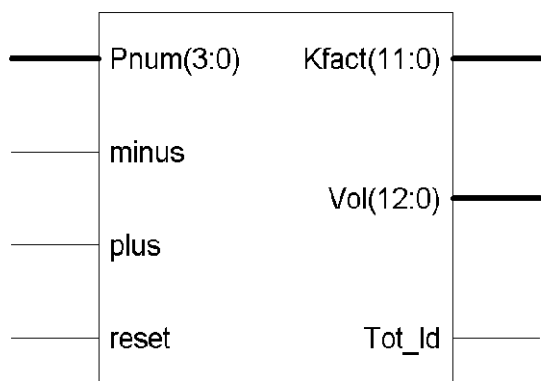 Pnum(3:0) Kfact(11:0)
minus
Vol(12:0)
plus
reset Tot_ld